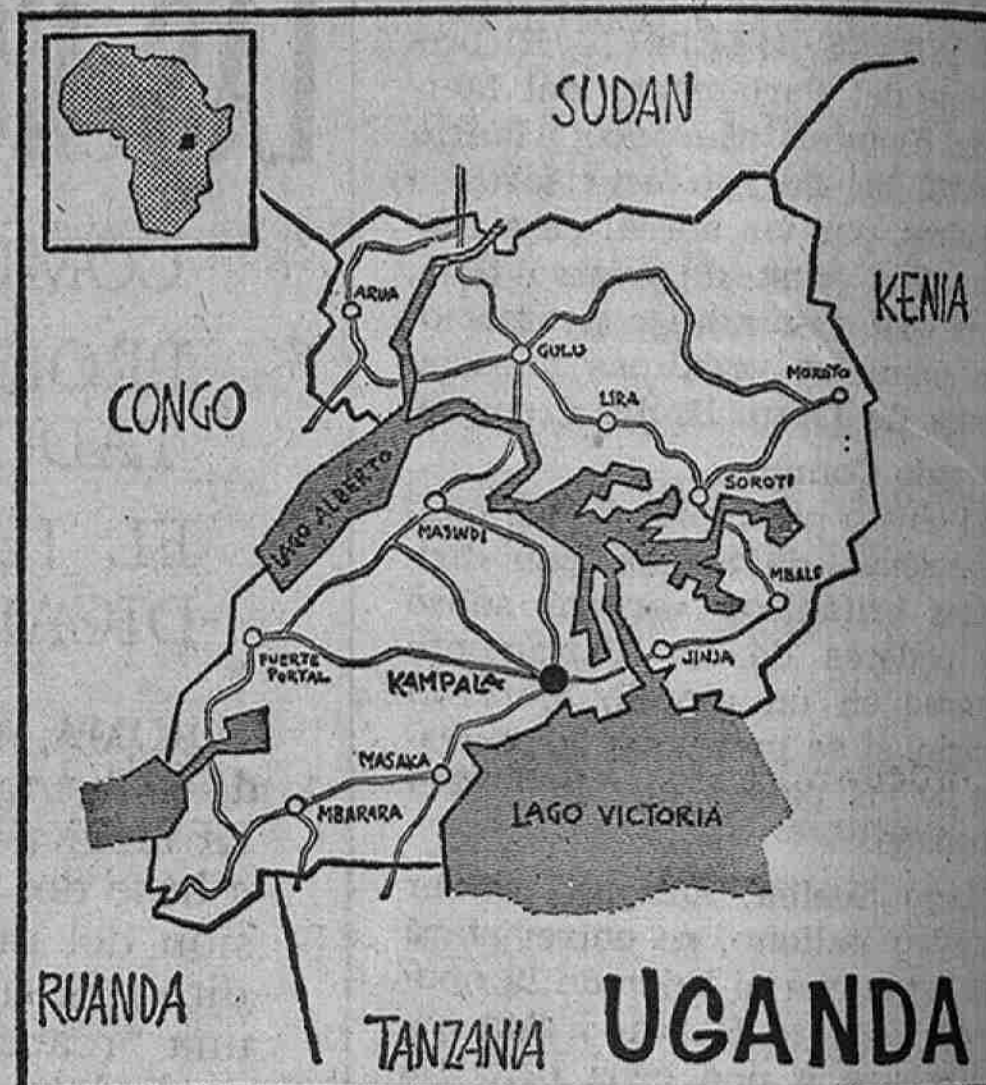 SUDAN
KENIA
ARUA
GULU
MOROTO
CONGO
LIRA
LAGO ALBERTO
SOROTI
MASINDI
MBALE
FUERTE
PORTAL
KAMPALA
JINJA
MASAKA
MBARARA
LAGO VICTORIA
RUANDA
TANZANIA
UGANDA